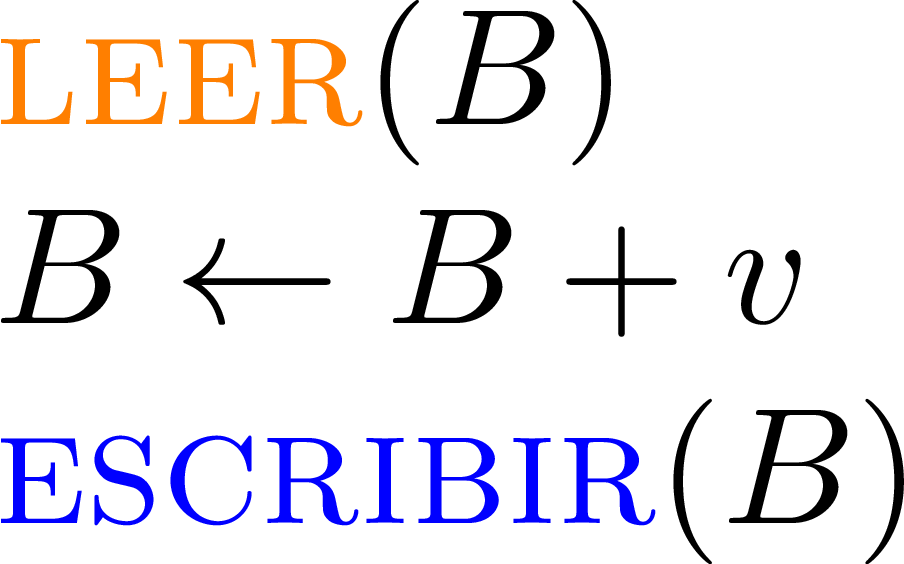 LEER(B)
B ← B + v
ESCRIBIR(B)